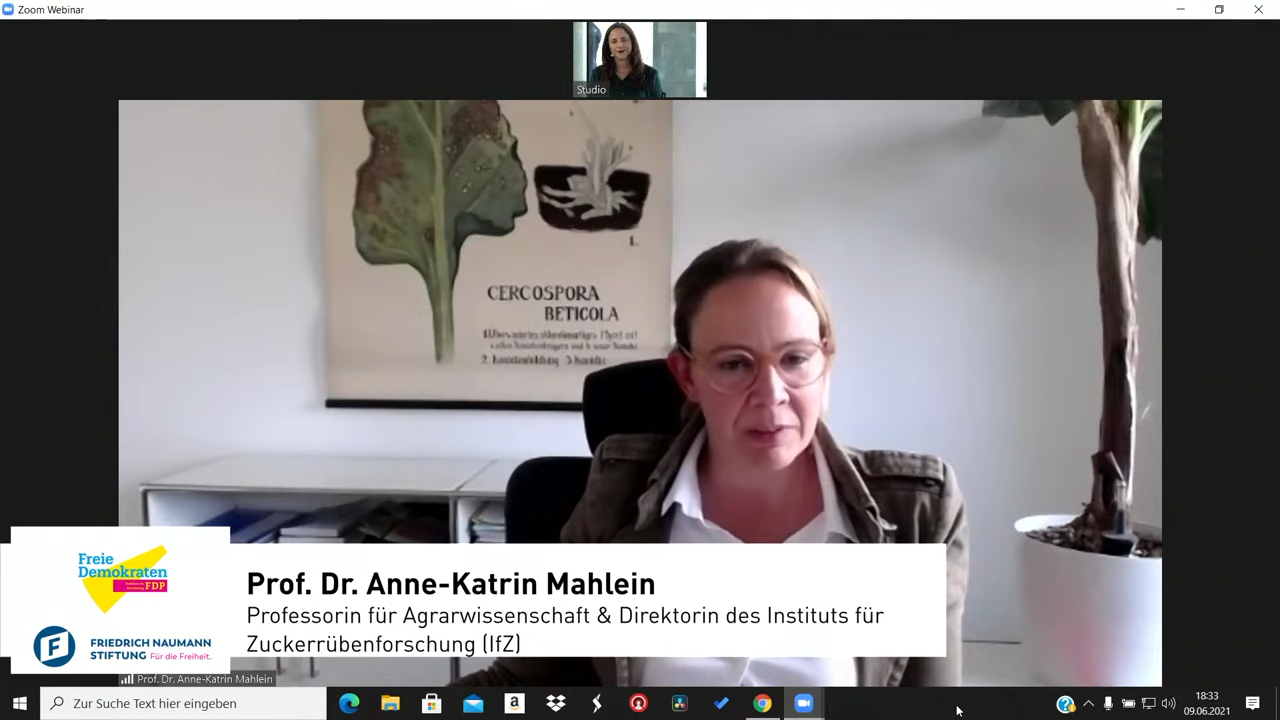 Zoom Webinar
Studio
CERCOSPORA
BETICOLA
Freie
Demokraten
FDP
FRIEDRICH NAUMANN
STIFTUNG Für die Freiheit.
Prof. Dr. Anne-Katrin Mahlein
Professorin für Agrarwissenschaft & Direktorin des Instituts für
Zuckerrübenforschung (IfZ)
Prof. Dr. Anne-Katrin Mahlein
Zur Suche Text hier eingeben
18:33
09.06.2021